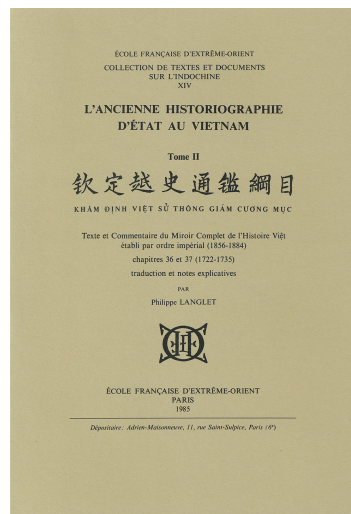 ÉCOLE FRANÇAISE D'EXTRÊME-ORIENT
COLLECTION DE TEXTES ET DOCUMENTS
SUR L'INDOCHINE
XIV
L'ANCIENNE HISTORIOGRAPHIE
D'ÉTAT AU VIETNAM
Tome II
欽定越史通鑑綱目
KHÂM ĐỊNH VIỆT SỬ THÔNG GIÁM CƯƠNG MỤC
Texte et Commentaire du Miroir Complet de l'Histoire Việt
établi par ordre impérial (1856-1884)
chapitres 36 et 37 (1722-1735)
traduction et notes explicatives
PAR
Philippe LANGLET
ÉCOLE FRANÇAISE D'EXTRÊME-ORIENT
PARIS
1985
Dépositaire : Adrien-Maisonneuve, 11, rue Saint-Sulpice, Paris (6e)